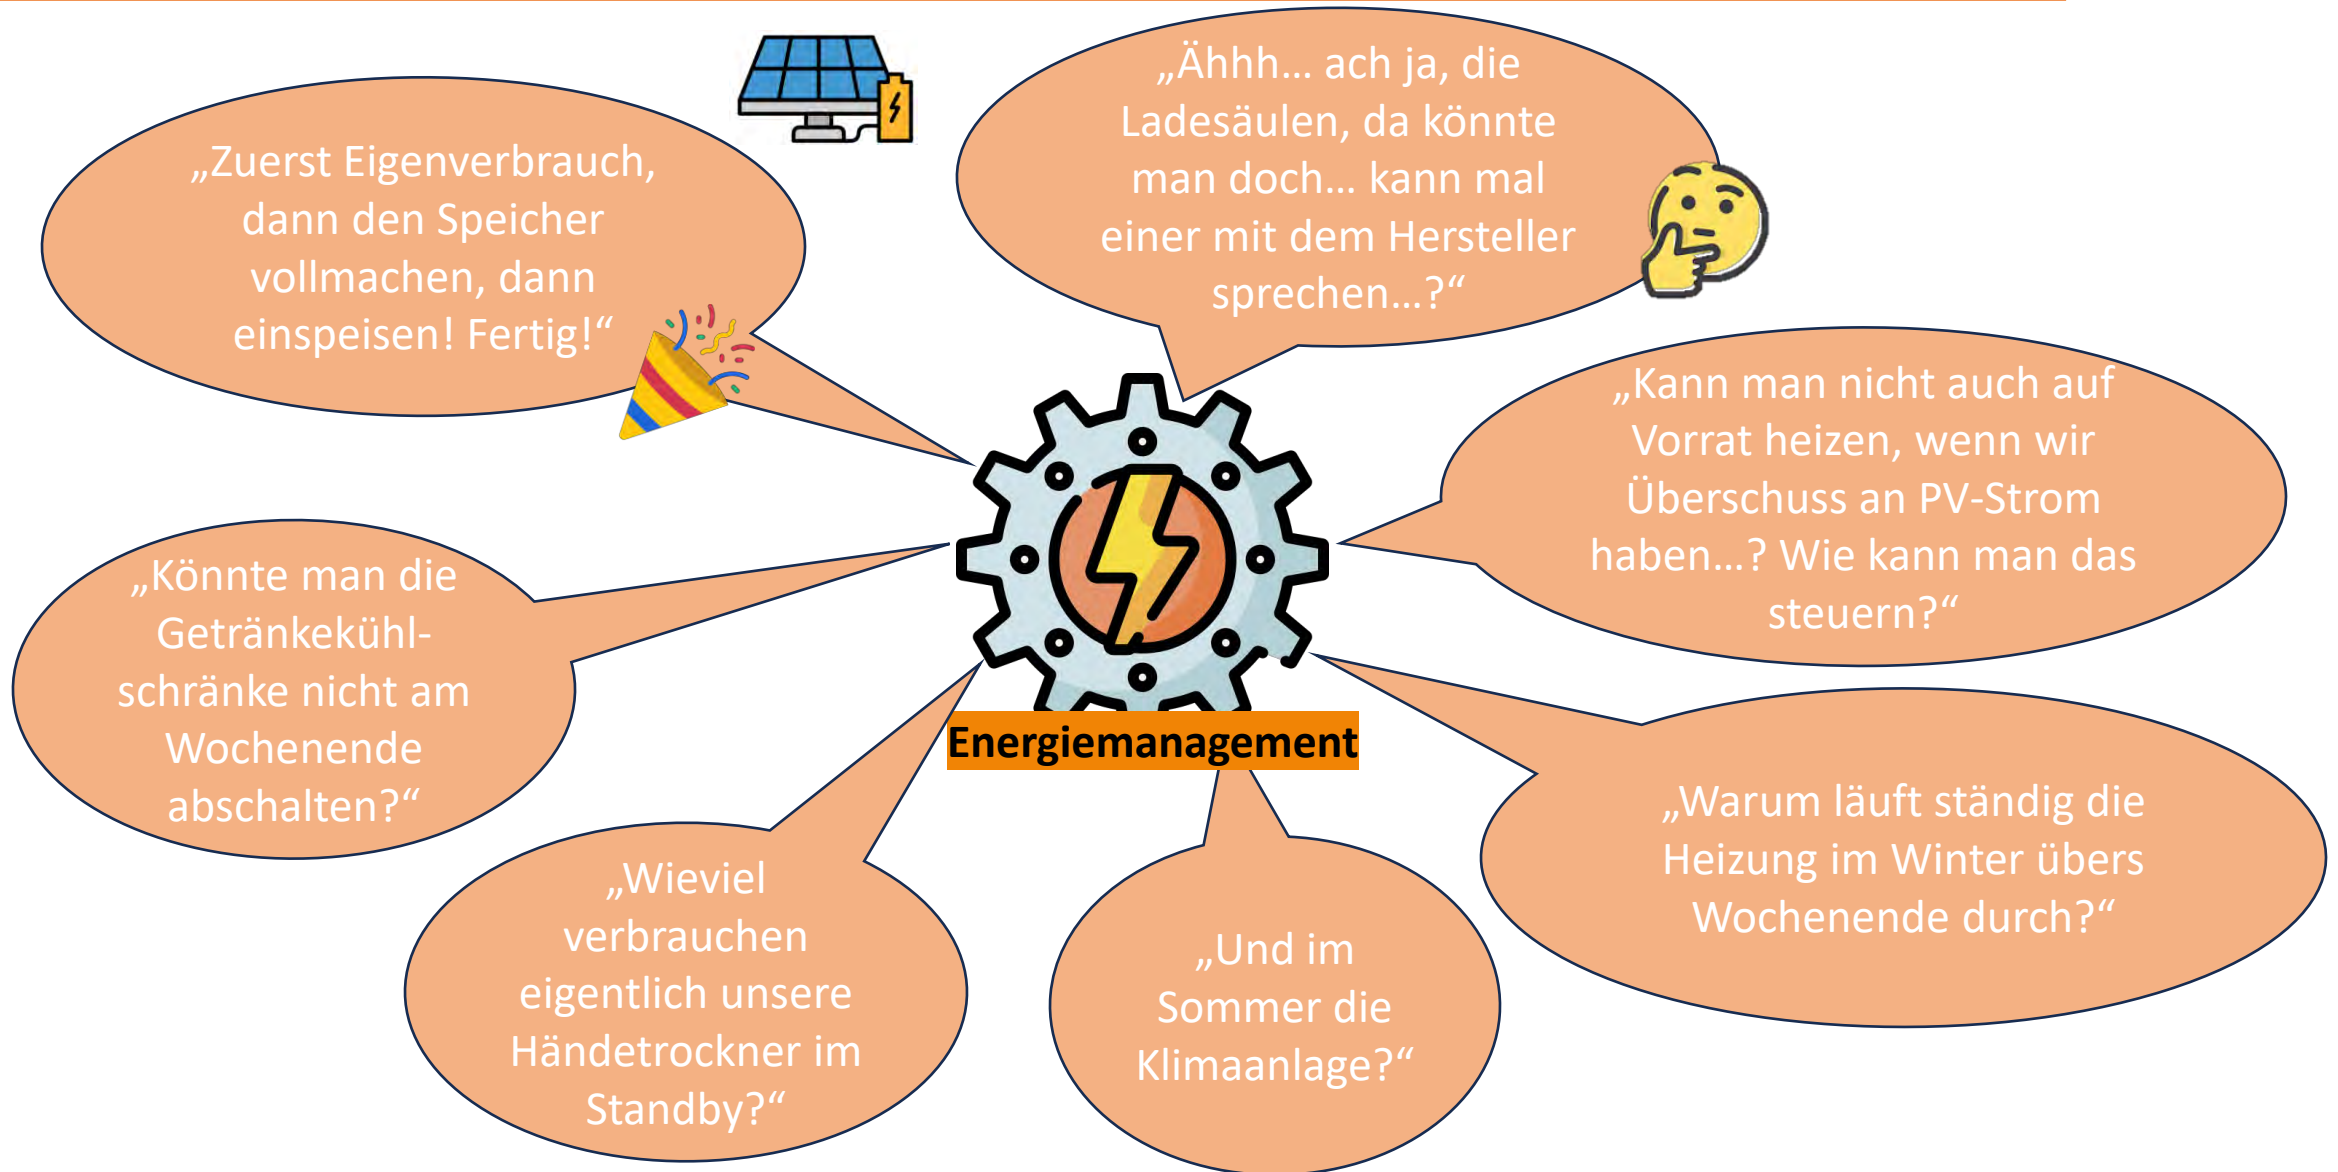 „Zuerst Eigenverbrauch,
dann den Speicher
vollmachen, dann
einspeisen! Fertig!“
„Ähhh… ach ja, die
Ladesäulen, da könnte
man doch… kann mal
einer mit dem Hersteller
sprechen…?“
„Kann man nicht auch auf
Vorrat heizen, wenn wir
Überschuss an PV-Strom
haben…? Wie kann man das
steuern?“
„Könnte man die
Getränkekühl-
schränke nicht am
Wochenende
abschalten?“
Energiemanagement
„Warum läuft ständig die
Heizung im Winter übers
Wochenende durch?“
„Wieviel
verbrauchen
eigentlich unsere
Händetrockner im
Standby?“
„Und im
Sommer die
Klimaanlage?“